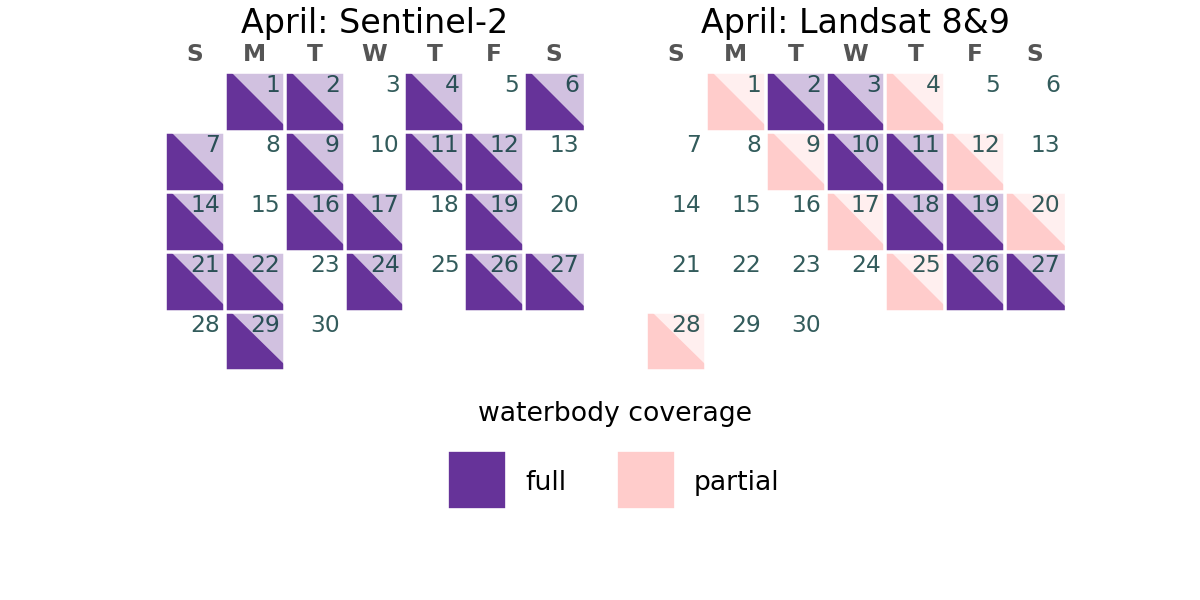 April: Sentinel-2
S M T W T F S
1 2 3 4 5 6
7 8 9 10 11 12 13
14 15 16 17 18 19 20
21 22 23 24 25 26 27
28 29 30
April: Landsat 8&9
S M T W T F S
1 2 3 4 5 6
7 8 9 10 11 12 13
14 15 16 17 18 19 20
21 22 23 24 25 26 27
28 29 30
waterbody coverage
full partial